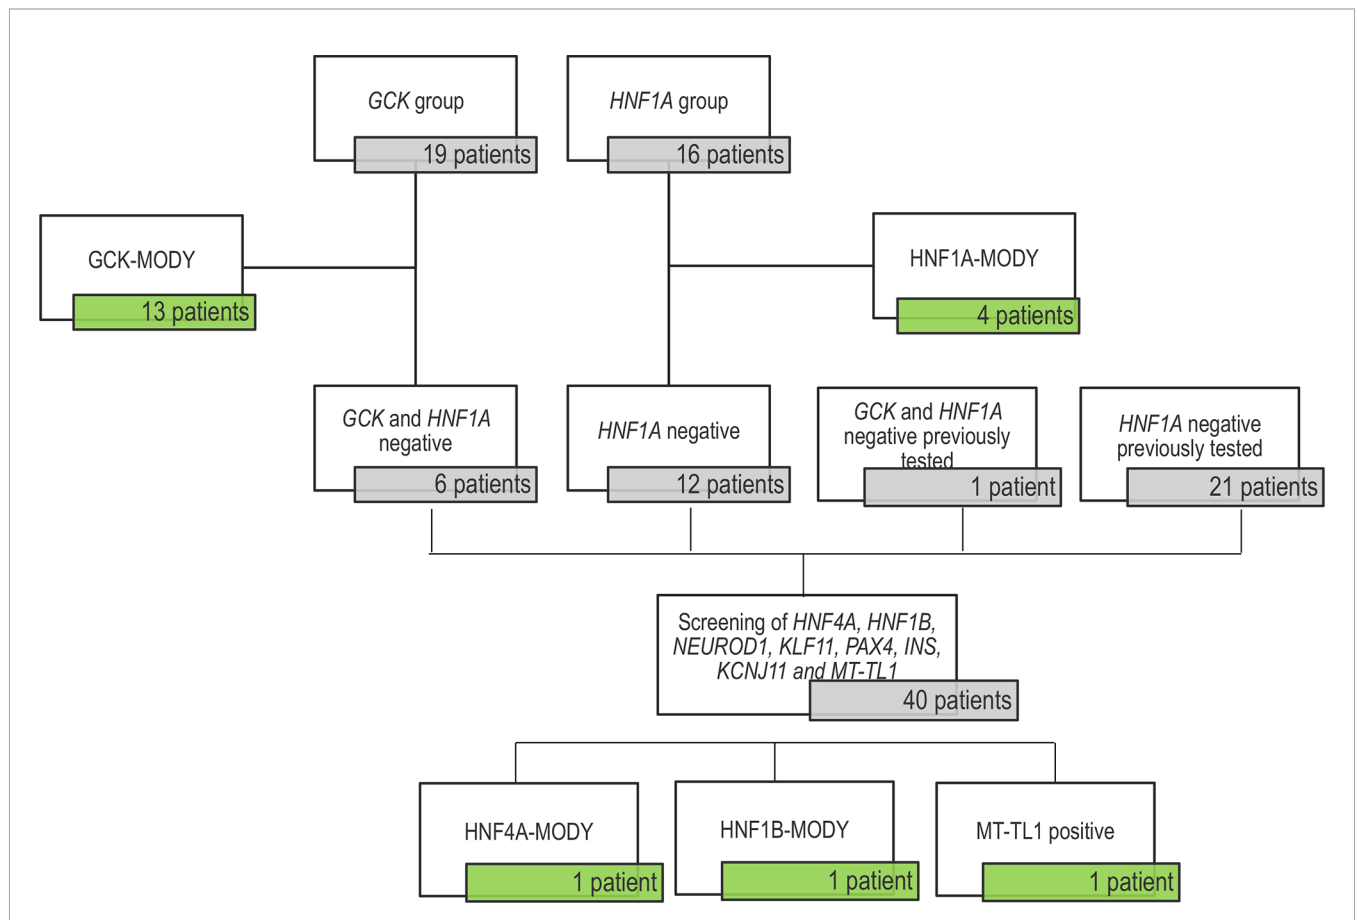 GCK group
19 patients
HNF1A group
16 patients
GCK-MODY
13 patients
HNF1A-MODY
4 patients
GCK and HNF1A
negative
6 patients
HNF1A negative
12 patients
GCK and HNF1A
negative previously
tested
1 patient
HNF1A negative
previously tested
21 patients
Screening of HNF4A, HNF1B,
NEUROD1, KLF11, PAX4, INS,
KCNJ11 and MT-TL1
40 patients
HNF4A-MODY
1 patient
HNF1B-MODY
1 patient
MT-TL1 positive
1 patient